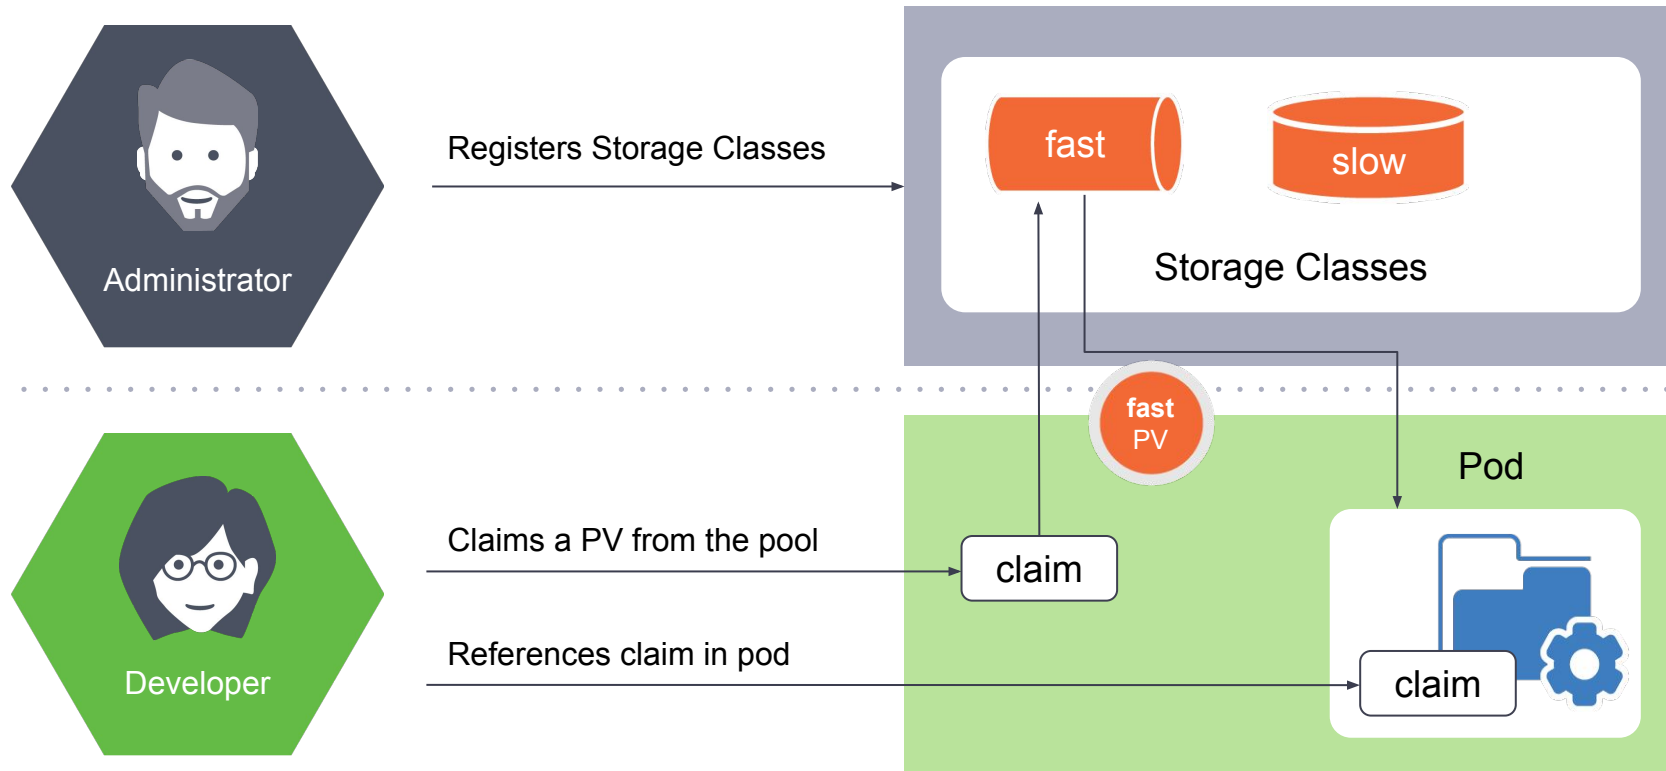 Registers Storage Classes
fast
slow
Storage Classes
Administrator
fast
PV
Pod
Claims a PV from the pool
claim
References claim in pod
claim
Developer